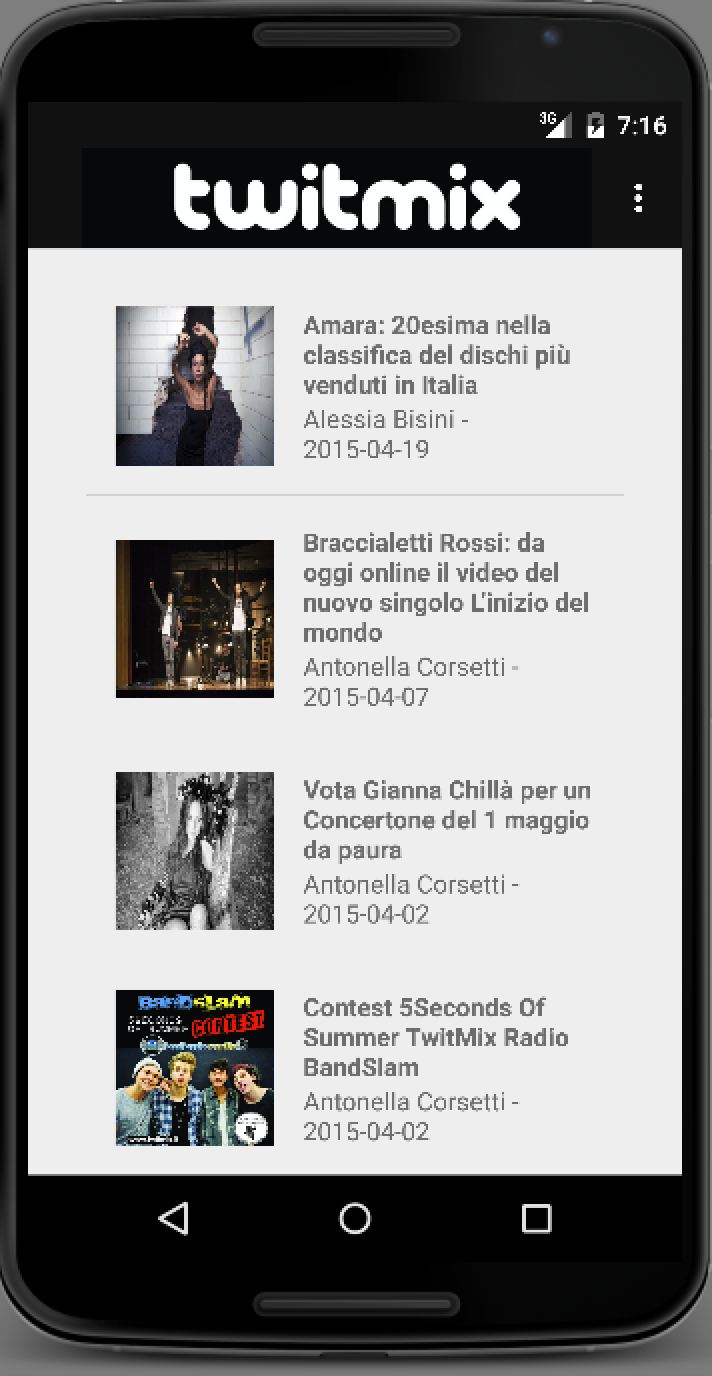 3G 7:16
twitmix
Amara: 20esima nella
classifica del dischi più
venduti in Italia
Alessia Bisini -
2015-04-19
Braccialetti Rossi: da
oggi online il video del
nuovo singolo L'inizio del
mondo
Antonella Corsetti -
2015-04-07
Vota Gianna Chillà per un
Concertone del 1 maggio
da paura
Antonella Corsetti -
2015-04-02
BANDSLAM
CONTEST
Contest 5Seconds Of
Summer TwitMix Radio
BandSlam
Antonella Corsetti -
2015-04-02